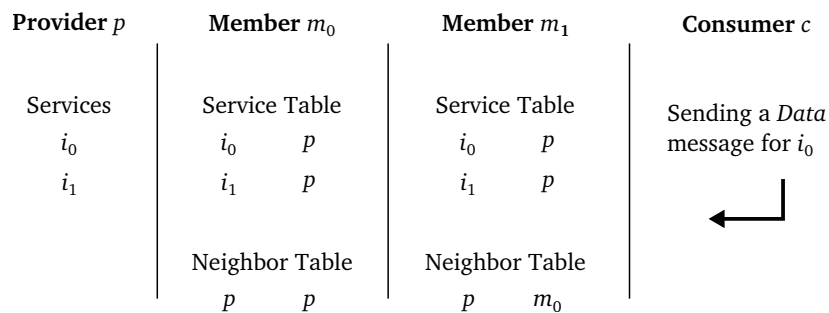 Provider p Member m₀ Member m₁ Consumer c
Services Service Table Service Table Sending a Data
i₀ i₀ p i₀ p message for i₀
i₁ i₁ p i₁ p
Neighbor Table Neighbor Table
p p p m₀